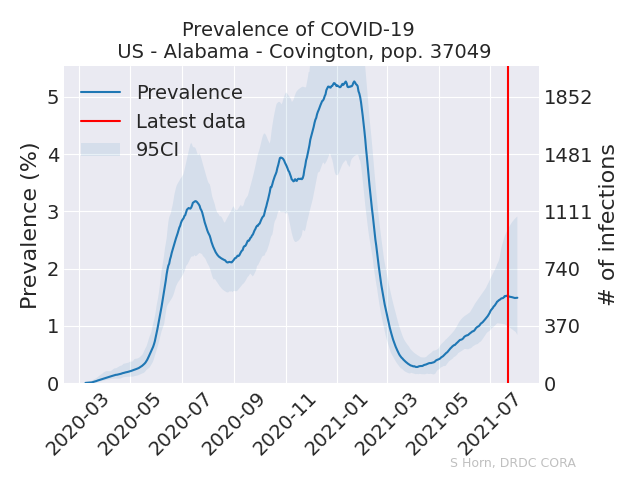 Prevalence of COVID-19
US - Alabama - Covington, pop. 37049
Prevalence
Latest data
95CI
Prevalence (%)
5
4
3
2
1
0
1852
1481
1111
740
370
0
# of infections
2020-03
2020-05
2020-07
2020-09
2020-11
2021-01
2021-03
2021-05
2021-07
S Horn, DRDC CORA